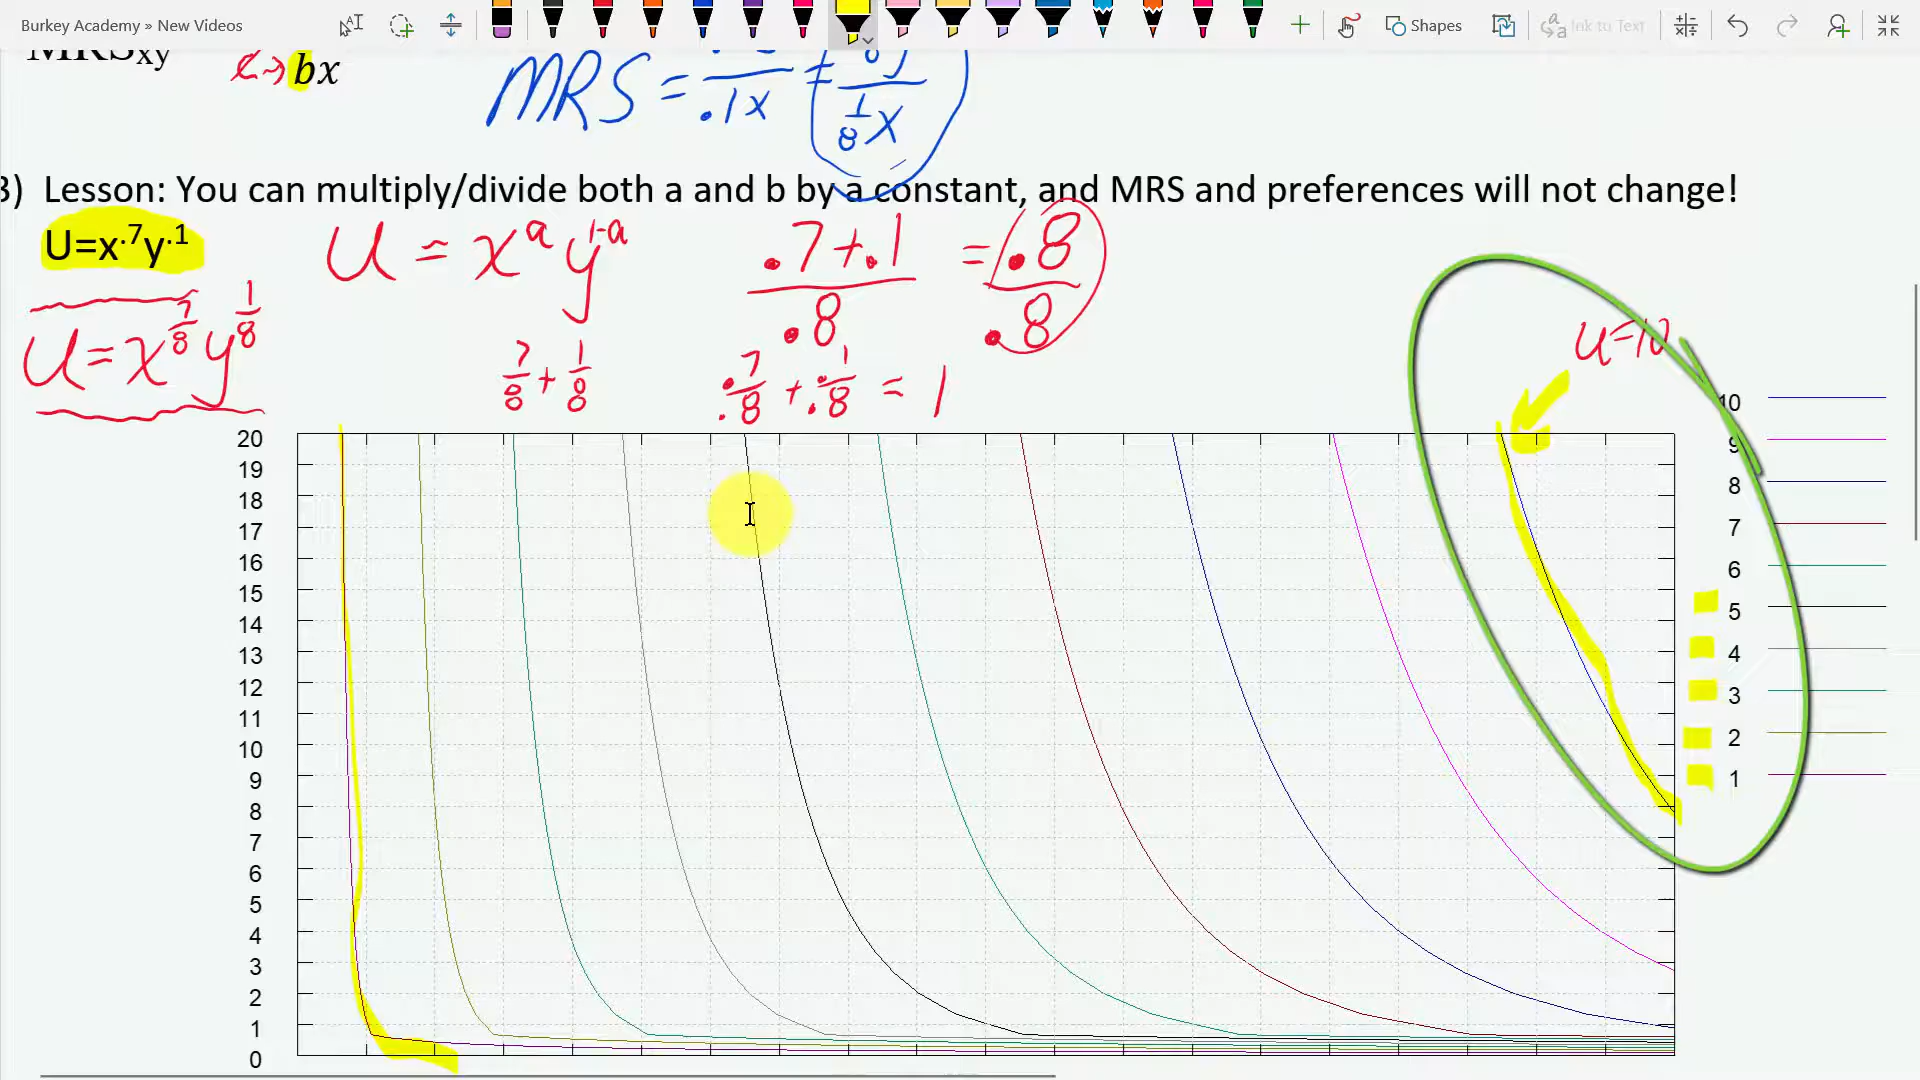 Burkey Academy » New Videos
Shapes
Ink to Text
MRSxy
bx
MRS = .1x = 1/8 x
3) Lesson: You can multiply/divide both a and b by a constant, and MRS and preferences will not change!
U=x.7y.1
U = x^a y^1-a
.7+.1 / .8 = .8 / .8
U = x^7/8 y^1/8
7/8 + 1/8
.7/.8 + .1/.8 = 1
U=10
10
9
8
7
6
5
4
3
2
1
20
19
18
17
16
15
14
13
12
11
10
9
8
7
6
5
4
3
2
1
0